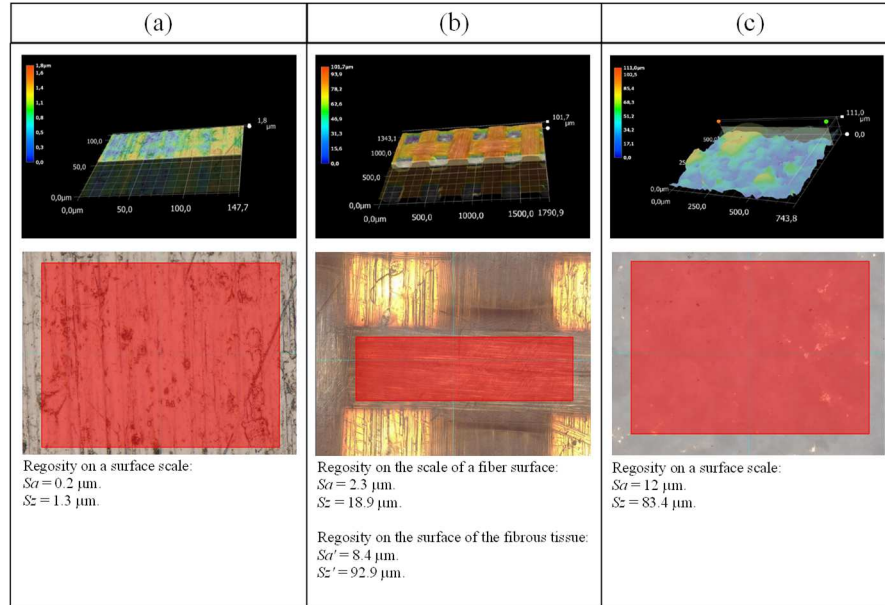 (a)
(b)
(c)
1,8µm
1,6
1,3
1,1
0,8
0,5
0,3
0,0
1,8
µm
100,0
50,0
0,0µm
0,0µm
50,0
100,0
147,7
101,7µm
93,9
78,2
62,6
46,9
31,3
15,6
0,0
101,7
µm
1343,1
1000,0
500,0
0,0µm
0,0µm
500,0
1000,0
1500,0
1790,9
111,0µm
102,5
85,4
68,3
51,2
34,2
17,1
0,0
111,0
µm
0,0
500,0
0,0µm
0,0µm
250,0
500,0
743,8
Regosity on a surface scale:
Sa = 0.2 µm.
Sz = 1.3 µm.
Regosity on the scale of a fiber surface:
Sa = 2.3 µm.
Sz = 18.9 µm.
Regosity on the surface of the fibrous tissue:
Sa' = 8.4 µm.
Sz' = 92.9 µm.
Regosity on a surface scale:
Sa = 12 µm.
Sz = 83.4 µm.